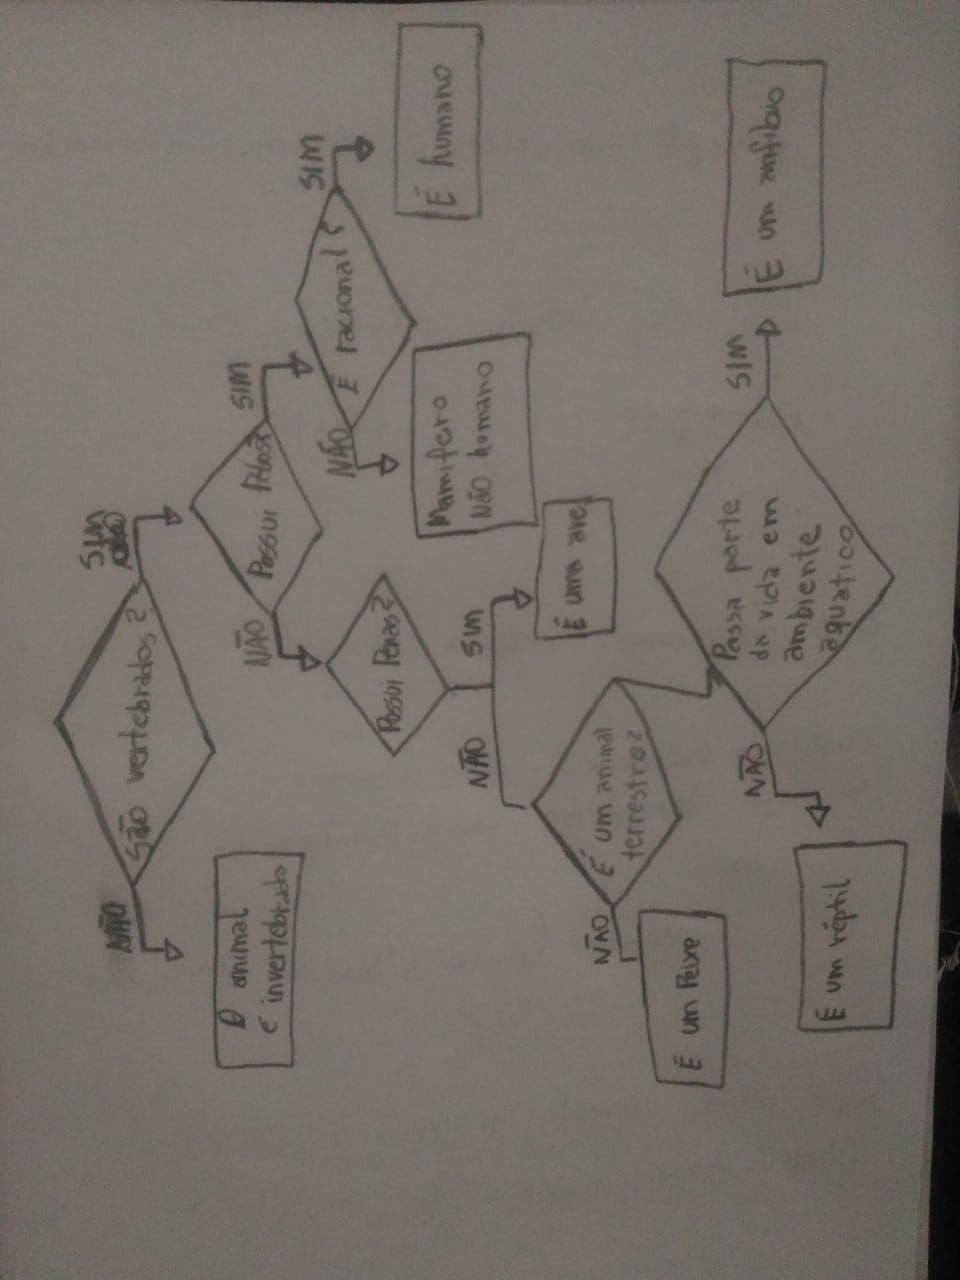 São vertebrados?
NÃO
SIM
O animal
e invertebrado
Possui Pêlos?
NÃO
SIM
É racional?
SIM
NÃO
É humano
Mamifero
Não humano
Possui Penas?
NÃO
SIM
É uma ave
É um animal
terrestre?
NÃO
É um Peixe
Passa parte
da vida em
ambiente
aquatico
SIM
NÃO
É um anfibio
É um réptil